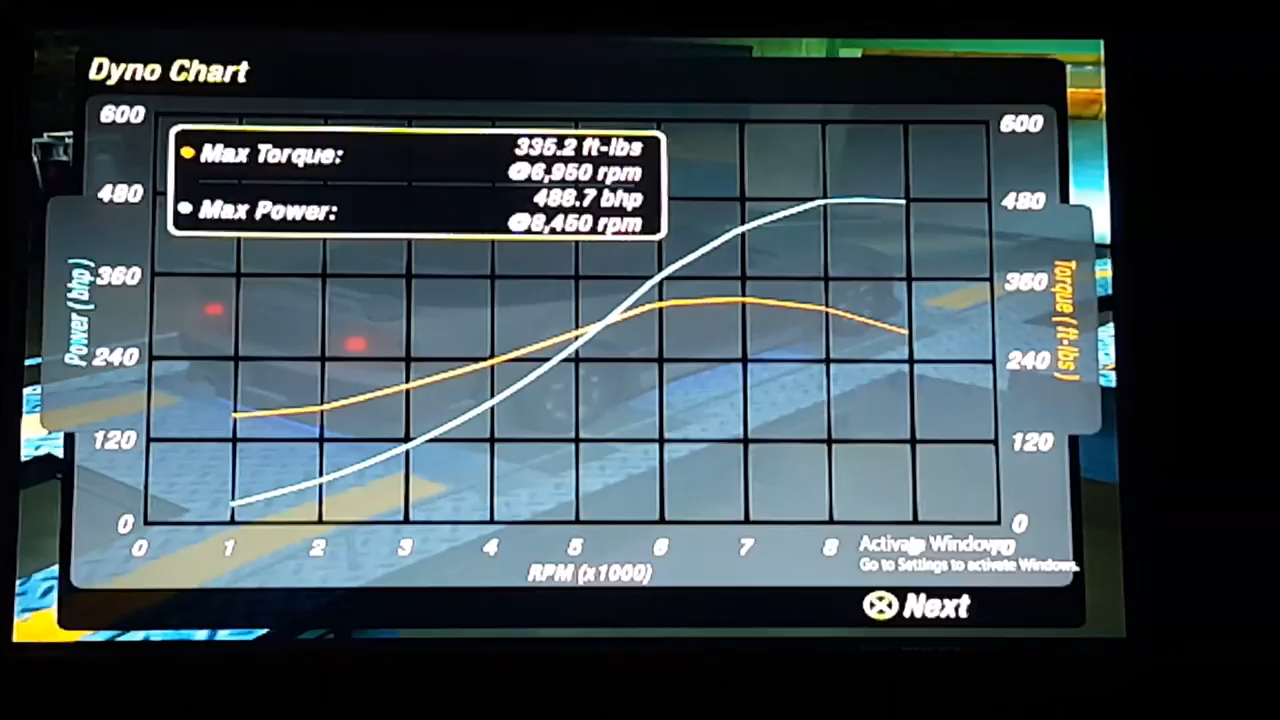 Dyno Chart
600
600
Max Torque:
335.2 ft-lbs
@6,950 rpm
480
480
Max Power:
488.7 bhp
@8,450 rpm
Power (bhp)
360
360
Torque (ft-lbs)
240
240
120
120
0
0
0 1 2 3 4 5 6 7 8
RPM (x1000)
Activate Windows
Go to Settings to activate Windows.
Next